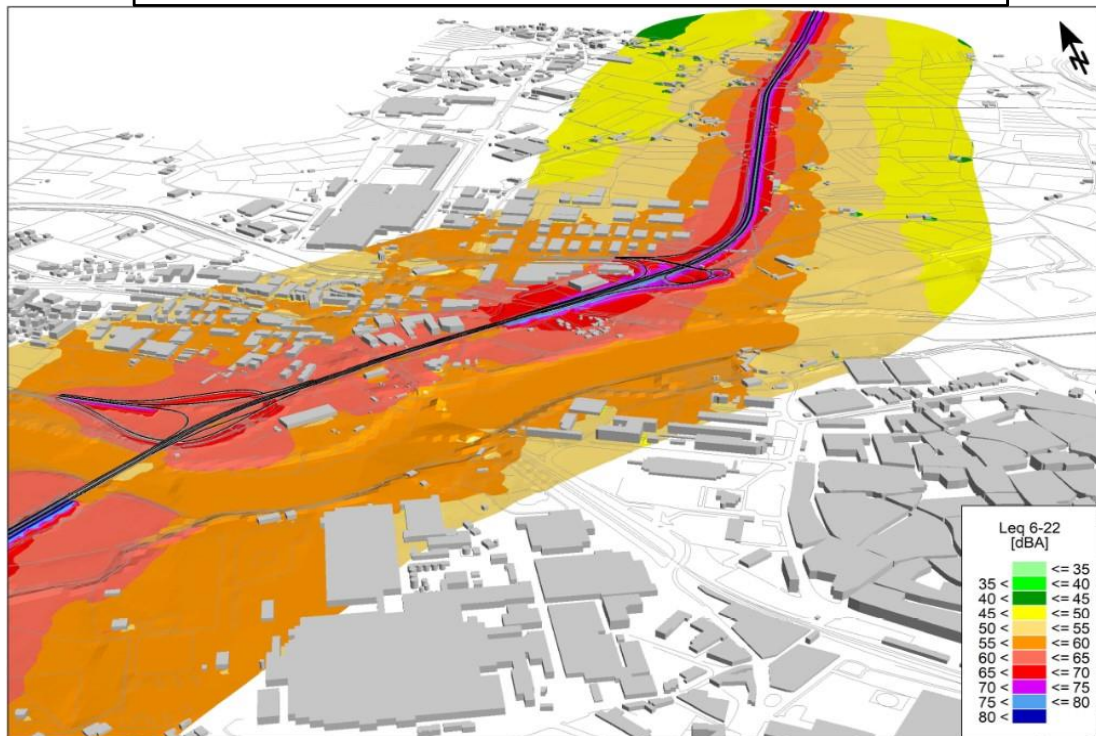 N
Leq 6-22
[dBA]
<= 35
35 < <= 40
40 < <= 45
45 < <= 50
50 < <= 55
55 < <= 60
60 < <= 65
65 < <= 70
70 < <= 75
75 < <= 80
80 <